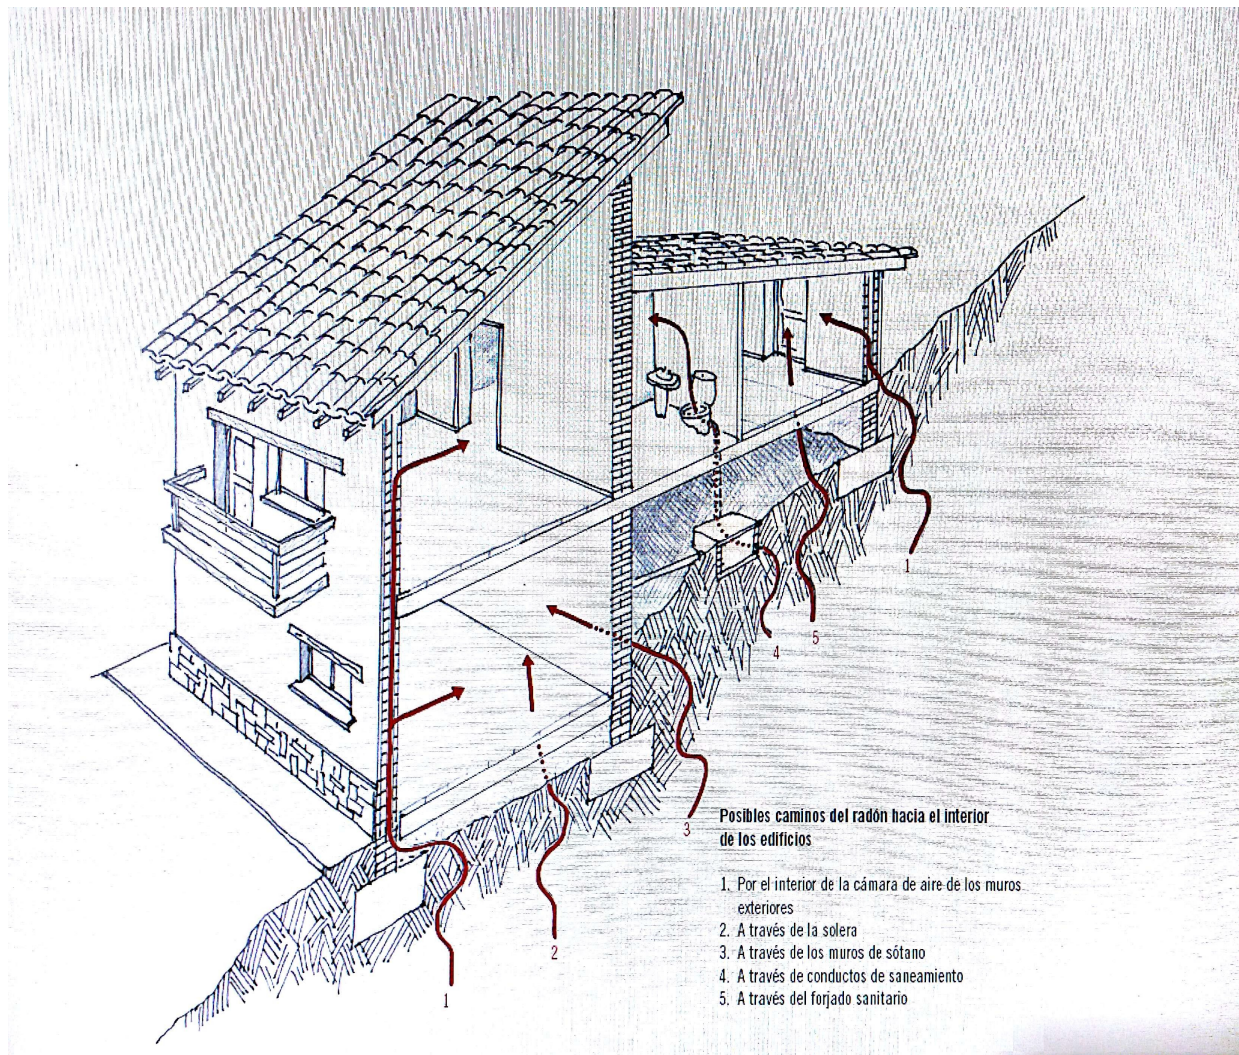 1
4
5
3
2
1
Posibles caminos del radón hacia el interior
de los edificios
1. Por el interior de la cámara de aire de los muros
exteriores
2. A través de la solera
3. A través de los muros de sótano
4. A través de conductos de saneamiento
5. A través del forjado sanitario